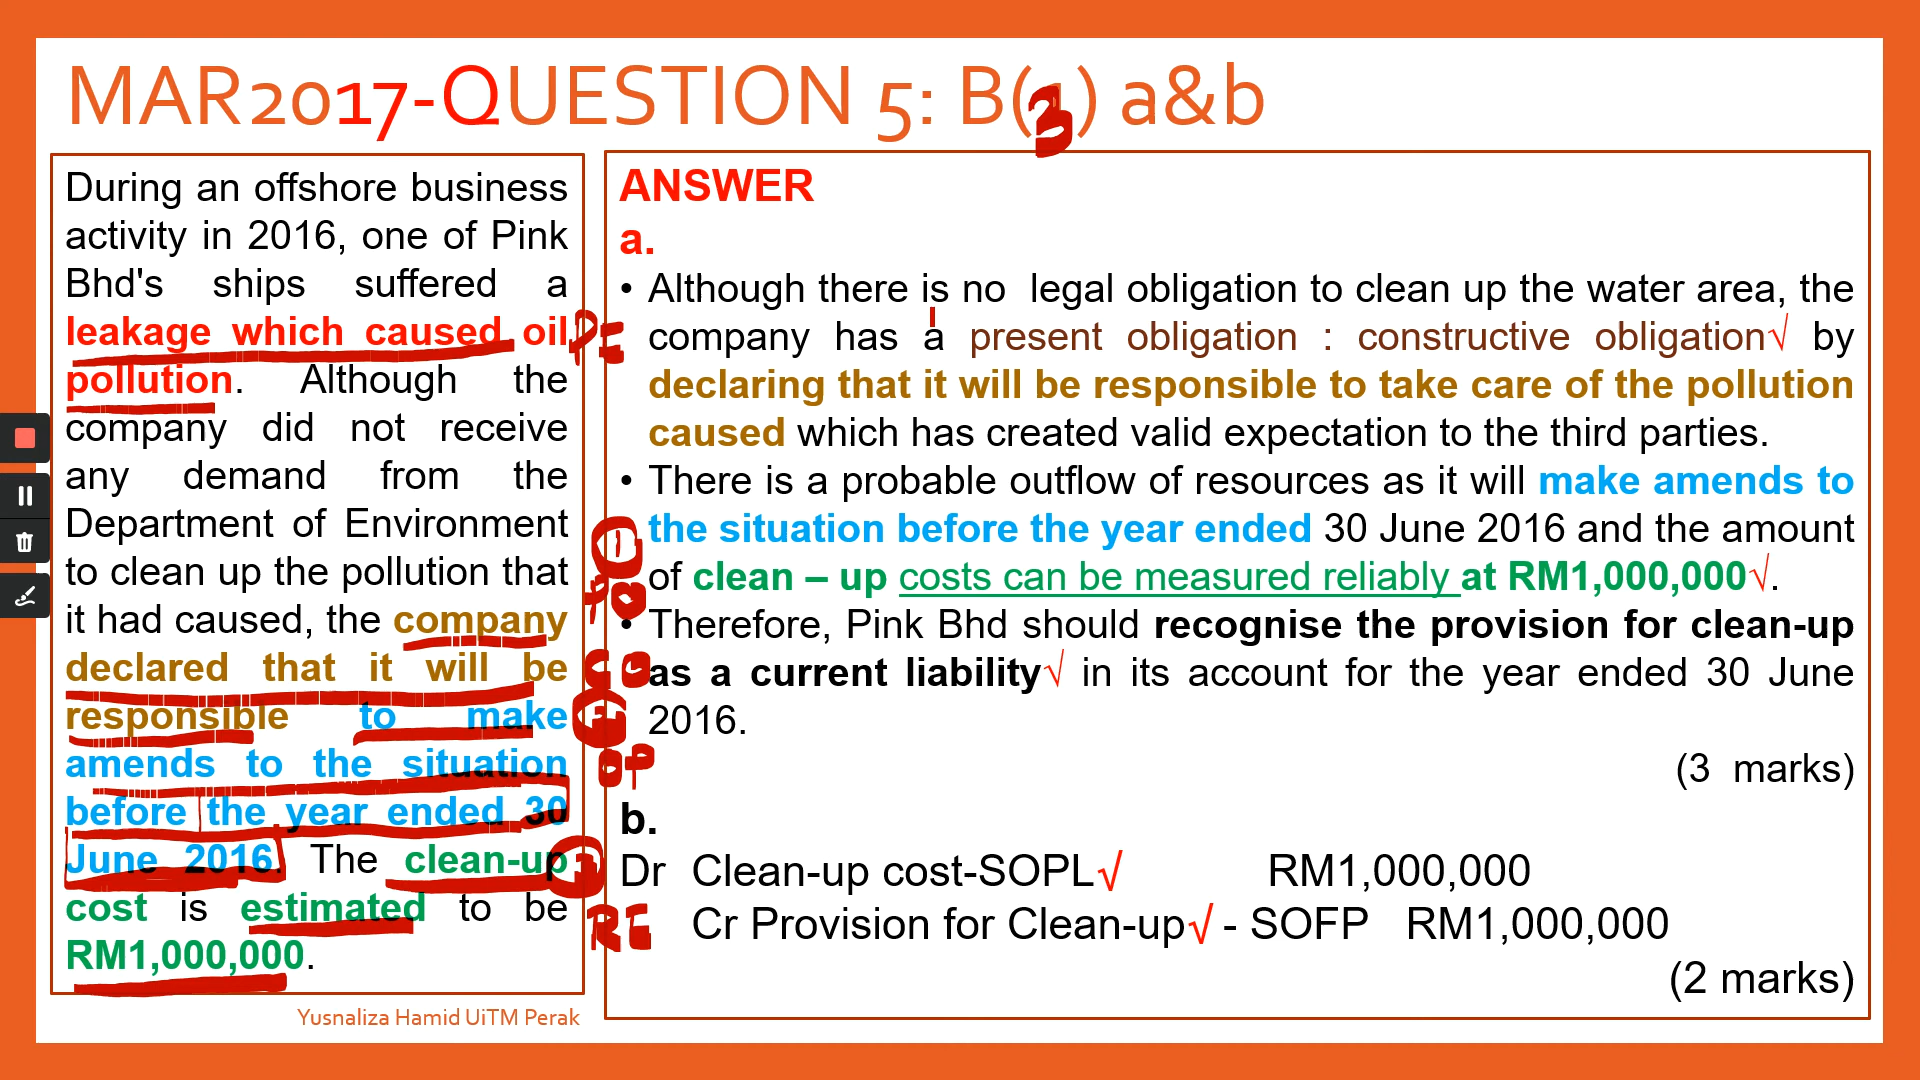 MAR2017-QUESTION 5: B(3) a&b
During an offshore business
activity in 2016, one of Pink
Bhd's ships suffered a
leakage which caused oil
pollution. Although the
company did not receive
any demand from the
Department of Environment
to clean up the pollution that
it had caused, the company
declared that it will be
responsible to make
amends to the situation
before the year ended 30
June 2016. The clean-up
cost is estimated to be
RM1,000,000.
PE
1
PO
CO
2
OP
3
RE
ANSWER
a.
• Although there is no legal obligation to clean up the water area, the
company has a present obligation : constructive obligation√ by
declaring that it will be responsible to take care of the pollution
caused which has created valid expectation to the third parties.
• There is a probable outflow of resources as it will make amends to
the situation before the year ended 30 June 2016 and the amount
of clean – up costs can be measured reliably at RM1,000,000√.
• Therefore, Pink Bhd should recognise the provision for clean-up
as a current liability√ in its account for the year ended 30 June
2016.
(3 marks)
b.
Dr Clean-up cost-SOPL√ RM1,000,000
Cr Provision for Clean-up√ - SOFP RM1,000,000
(2 marks)
Yusnaliza Hamid UiTM Perak